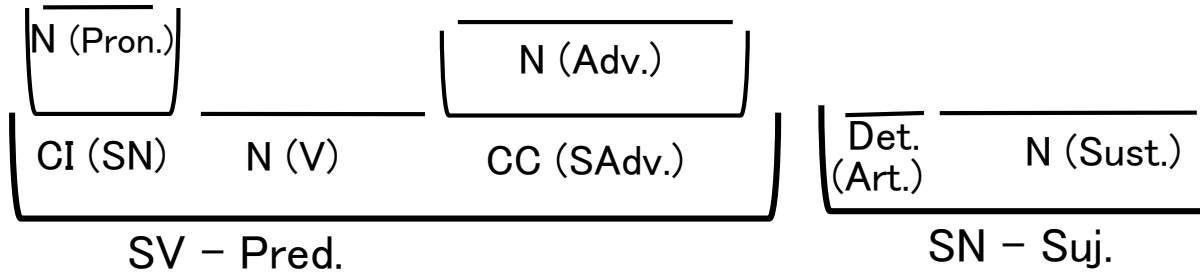 N (Pron.)
N (Adv.)
CI (SN)
N (V)
CC (SAdv.)
Det.
(Art.)
N (Sust.)
SV - Pred.
SN - Suj.